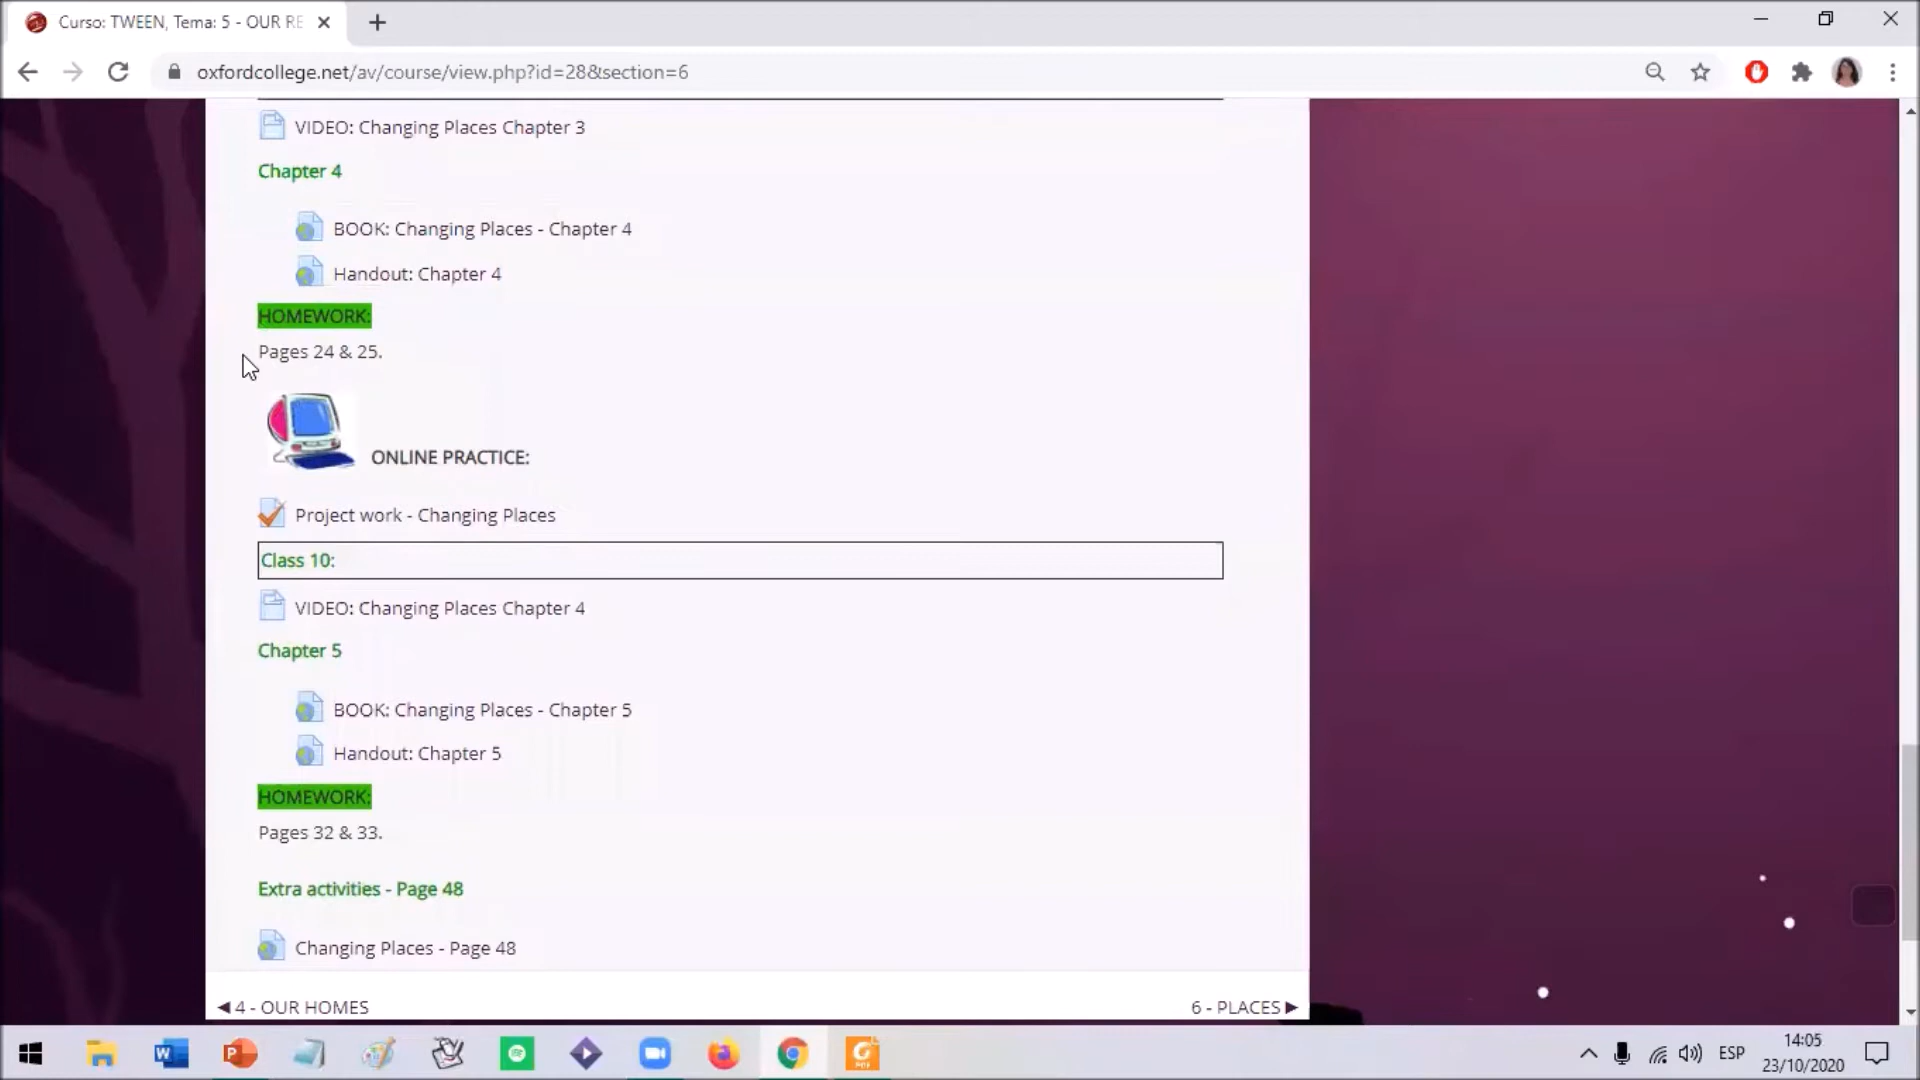 Curso: TWEEN, Tema: 5 - OUR RE
oxfordcollege.net/av/course/view.php?id=28&section=6
VIDEO: Changing Places Chapter 3
Chapter 4
BOOK: Changing Places - Chapter 4
Handout: Chapter 4
HOMEWORK:
Pages 24 & 25.
ONLINE PRACTICE:
Project work - Changing Places
Class 10:
VIDEO: Changing Places Chapter 4
Chapter 5
BOOK: Changing Places - Chapter 5
Handout: Chapter 5
HOMEWORK:
Pages 32 & 33.
Extra activities - Page 48
Changing Places - Page 48
◀ 4 - OUR HOMES
6 - PLACES ▶
ESP
14:05
23/10/2020